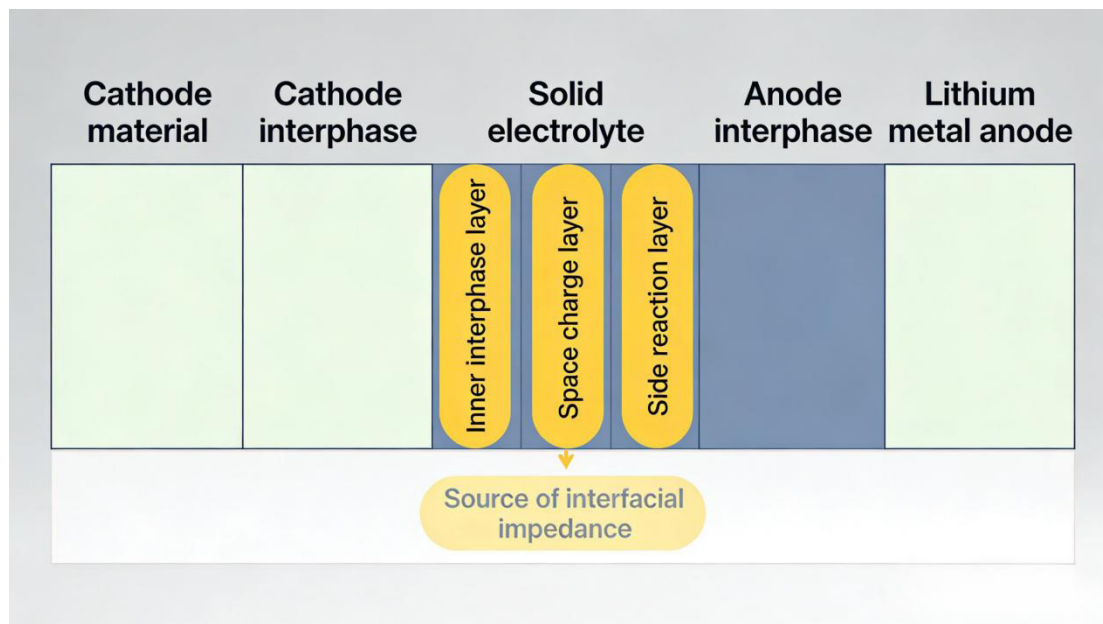 Cathode
material
Cathode
interphase
Solid
electrolyte
Anode
interphase
Lithium
metal anode
Inner interphase layer
Space charge layer
Side reaction layer
Source of interfacial
impedance